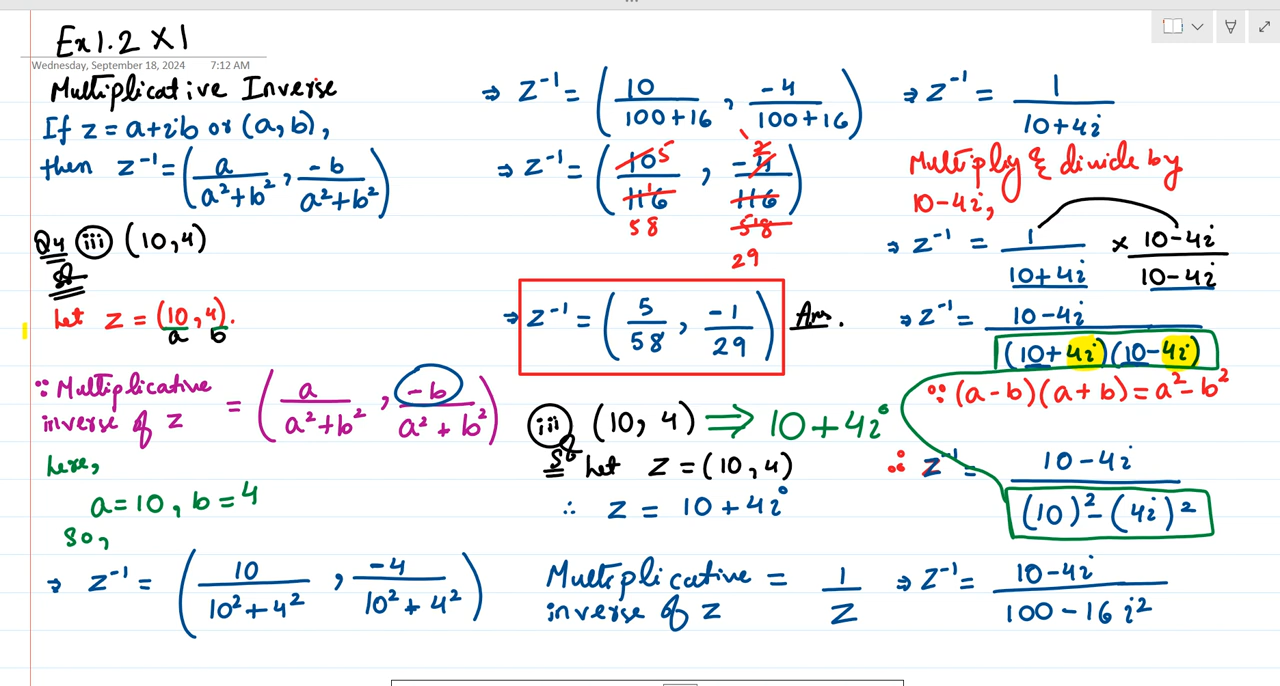 Ex 1.2 XI
Wednesday, September 18, 2024 7:12 AM
Multiplicative Inverse
If z = a+ib or (a, b),
then z⁻¹ = (a/(a²+b²), -b/(a²+b²))
Q4 (iii) (10, 4)
Sol
Let z = (10, 4).
a b
∵ Multiplicative inverse of z = (a/(a²+b²), -b/(a²+b²))
here,
a = 10, b = 4
so,
⇒ z⁻¹ = (10/(10²+4²), -4/(10²+4²))
⇒ z⁻¹ = (10/(100+16), -4/(100+16))
⇒ z⁻¹ = (10/116, -4/116)
5 2
58 58
29
⇒ z⁻¹ = (5/58, -1/29) Ans.
(iii) (10, 4) ⇒ 10+4i
Sol Let z = (10, 4)
∴ z = 10+4i
Multiplicative inverse of z = 1/z
⇒ z⁻¹ = 1/(10+4i)
Multiply & divide by
10-4i,
⇒ z⁻¹ = 1/(10+4i) × (10-4i)/(10-4i)
⇒ z⁻¹ = (10-4i)/((10+4i)(10-4i))
∵ (a-b)(a+b) = a²-b²
∴ z⁻¹ = (10-4i)/((10)²-(4i)²)
⇒ z⁻¹ = (10-4i)/(100-16i²)